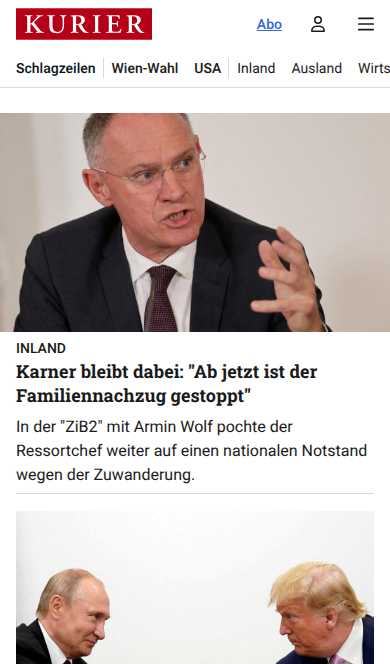 KURIER
Abo
Schlagzeilen
Wien-Wahl
USA
Inland
Ausland
Wirts
INLAND
Karner bleibt dabei: "Ab jetzt ist der
Familiennachzug gestoppt"
In der "ZiB2" mit Armin Wolf pochte der
Ressortchef weiter auf einen nationalen Notstand
wegen der Zuwanderung.